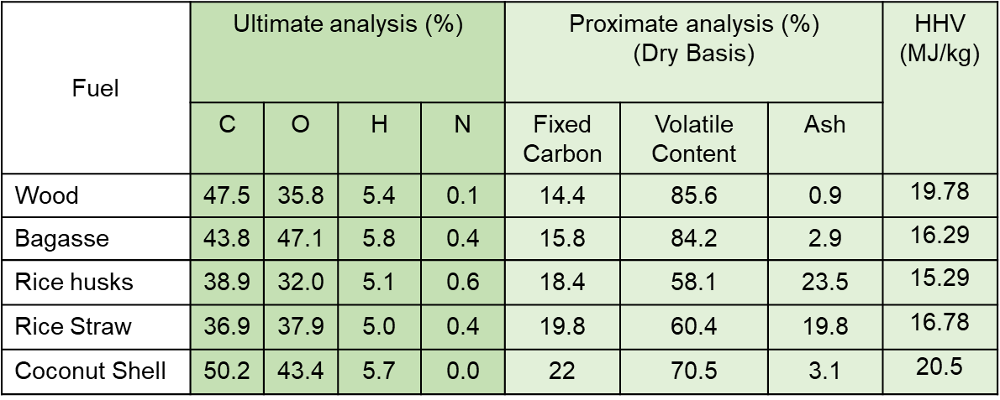 Fuel Ultimate analysis (%) Proximate analysis (%) HHV
(Dry Basis) (MJ/kg)
C O H N Fixed Volatile Ash
Carbon Content
Wood 47.5 35.8 5.4 0.1 14.4 85.6 0.9 19.78
Bagasse 43.8 47.1 5.8 0.4 15.8 84.2 2.9 16.29
Rice husks 38.9 32.0 5.1 0.6 18.4 58.1 23.5 15.29
Rice Straw 36.9 37.9 5.0 0.4 19.8 60.4 19.8 16.78
Coconut Shell 50.2 43.4 5.7 0.0 22 70.5 3.1 20.5